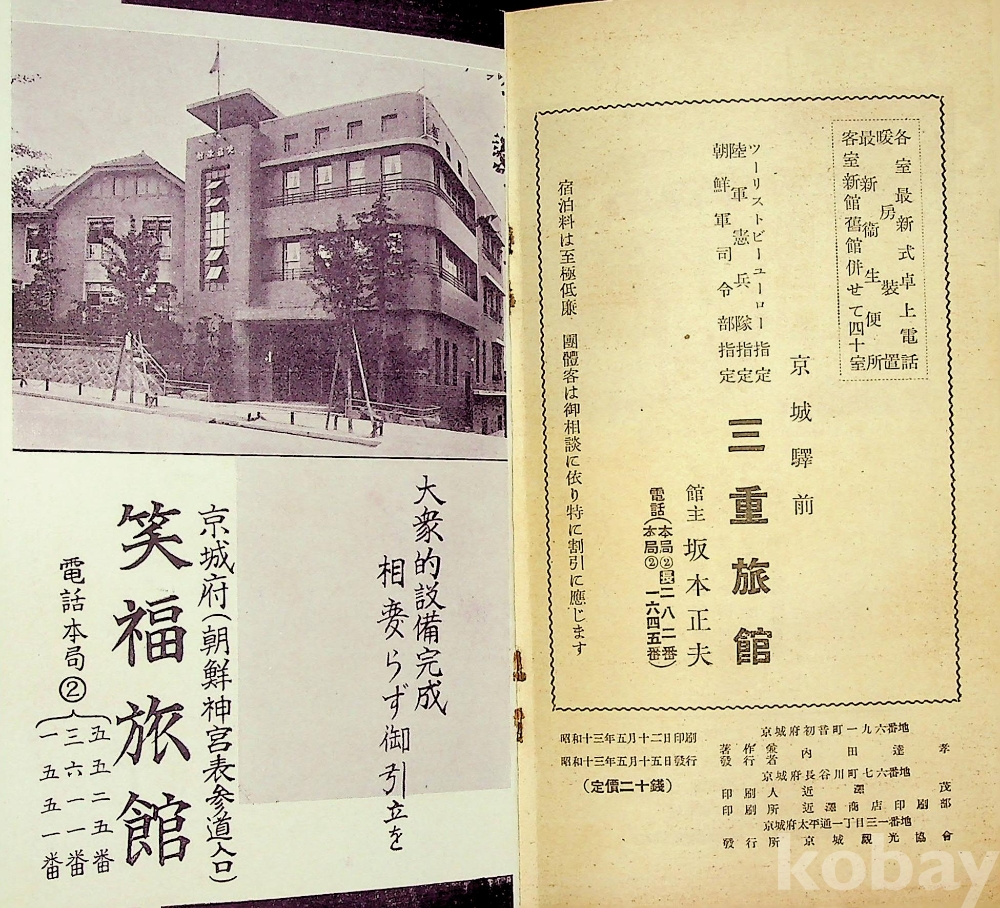 各室最新式卓上電話
暖房裝置
最新衞生便所
客室新館舊館併せて四十室
京城驛前
三重旅館
館主 坂本正夫
電話(本局②長二八二番
本局②一六四五番)
ツーリストビューロー指定
陸軍憲兵隊指定
朝鮮軍司令部指定
宿泊料は至極低廉 團體客は御相談に依り特に割引に應じます
昭和十三年五月十二日印刷
昭和十三年五月十五日發行
(定價二十錢)
京城府初音町一九六番地
著作兼發行者 內田達孝
京城府長谷川町七六番地
印刷人 近澤茂
印刷所 近澤商店印刷部
京城府太平通一丁目三一番地
發行所 京城觀光協會
大衆的設備完成
相変らず御引立を
京城府(朝鮮神宮表参道入口)
笑福旅館
電話本局②
五五二五番
三六一一番
一五五一番
笑福旅館
kobay